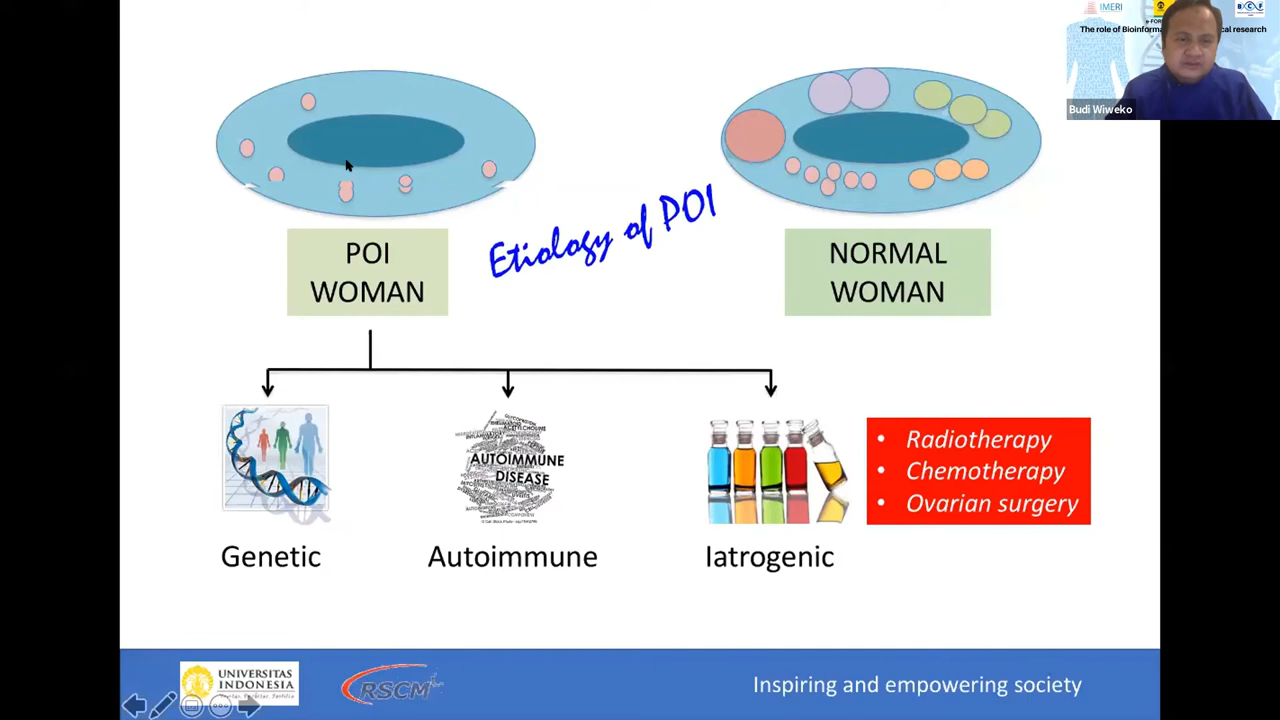 IMERI
The role of Bioinforma
cal research
Budi Wiweko
Etiology of POI
POI
WOMAN
NORMAL
WOMAN
AUTOIMMUNE
DISEASE
• Radiotherapy
• Chemotherapy
• Ovarian surgery
Genetic
Autoimmune
Iatrogenic
UNIVERSITAS
INDONESIA
RSCM
Inspiring and empowering society